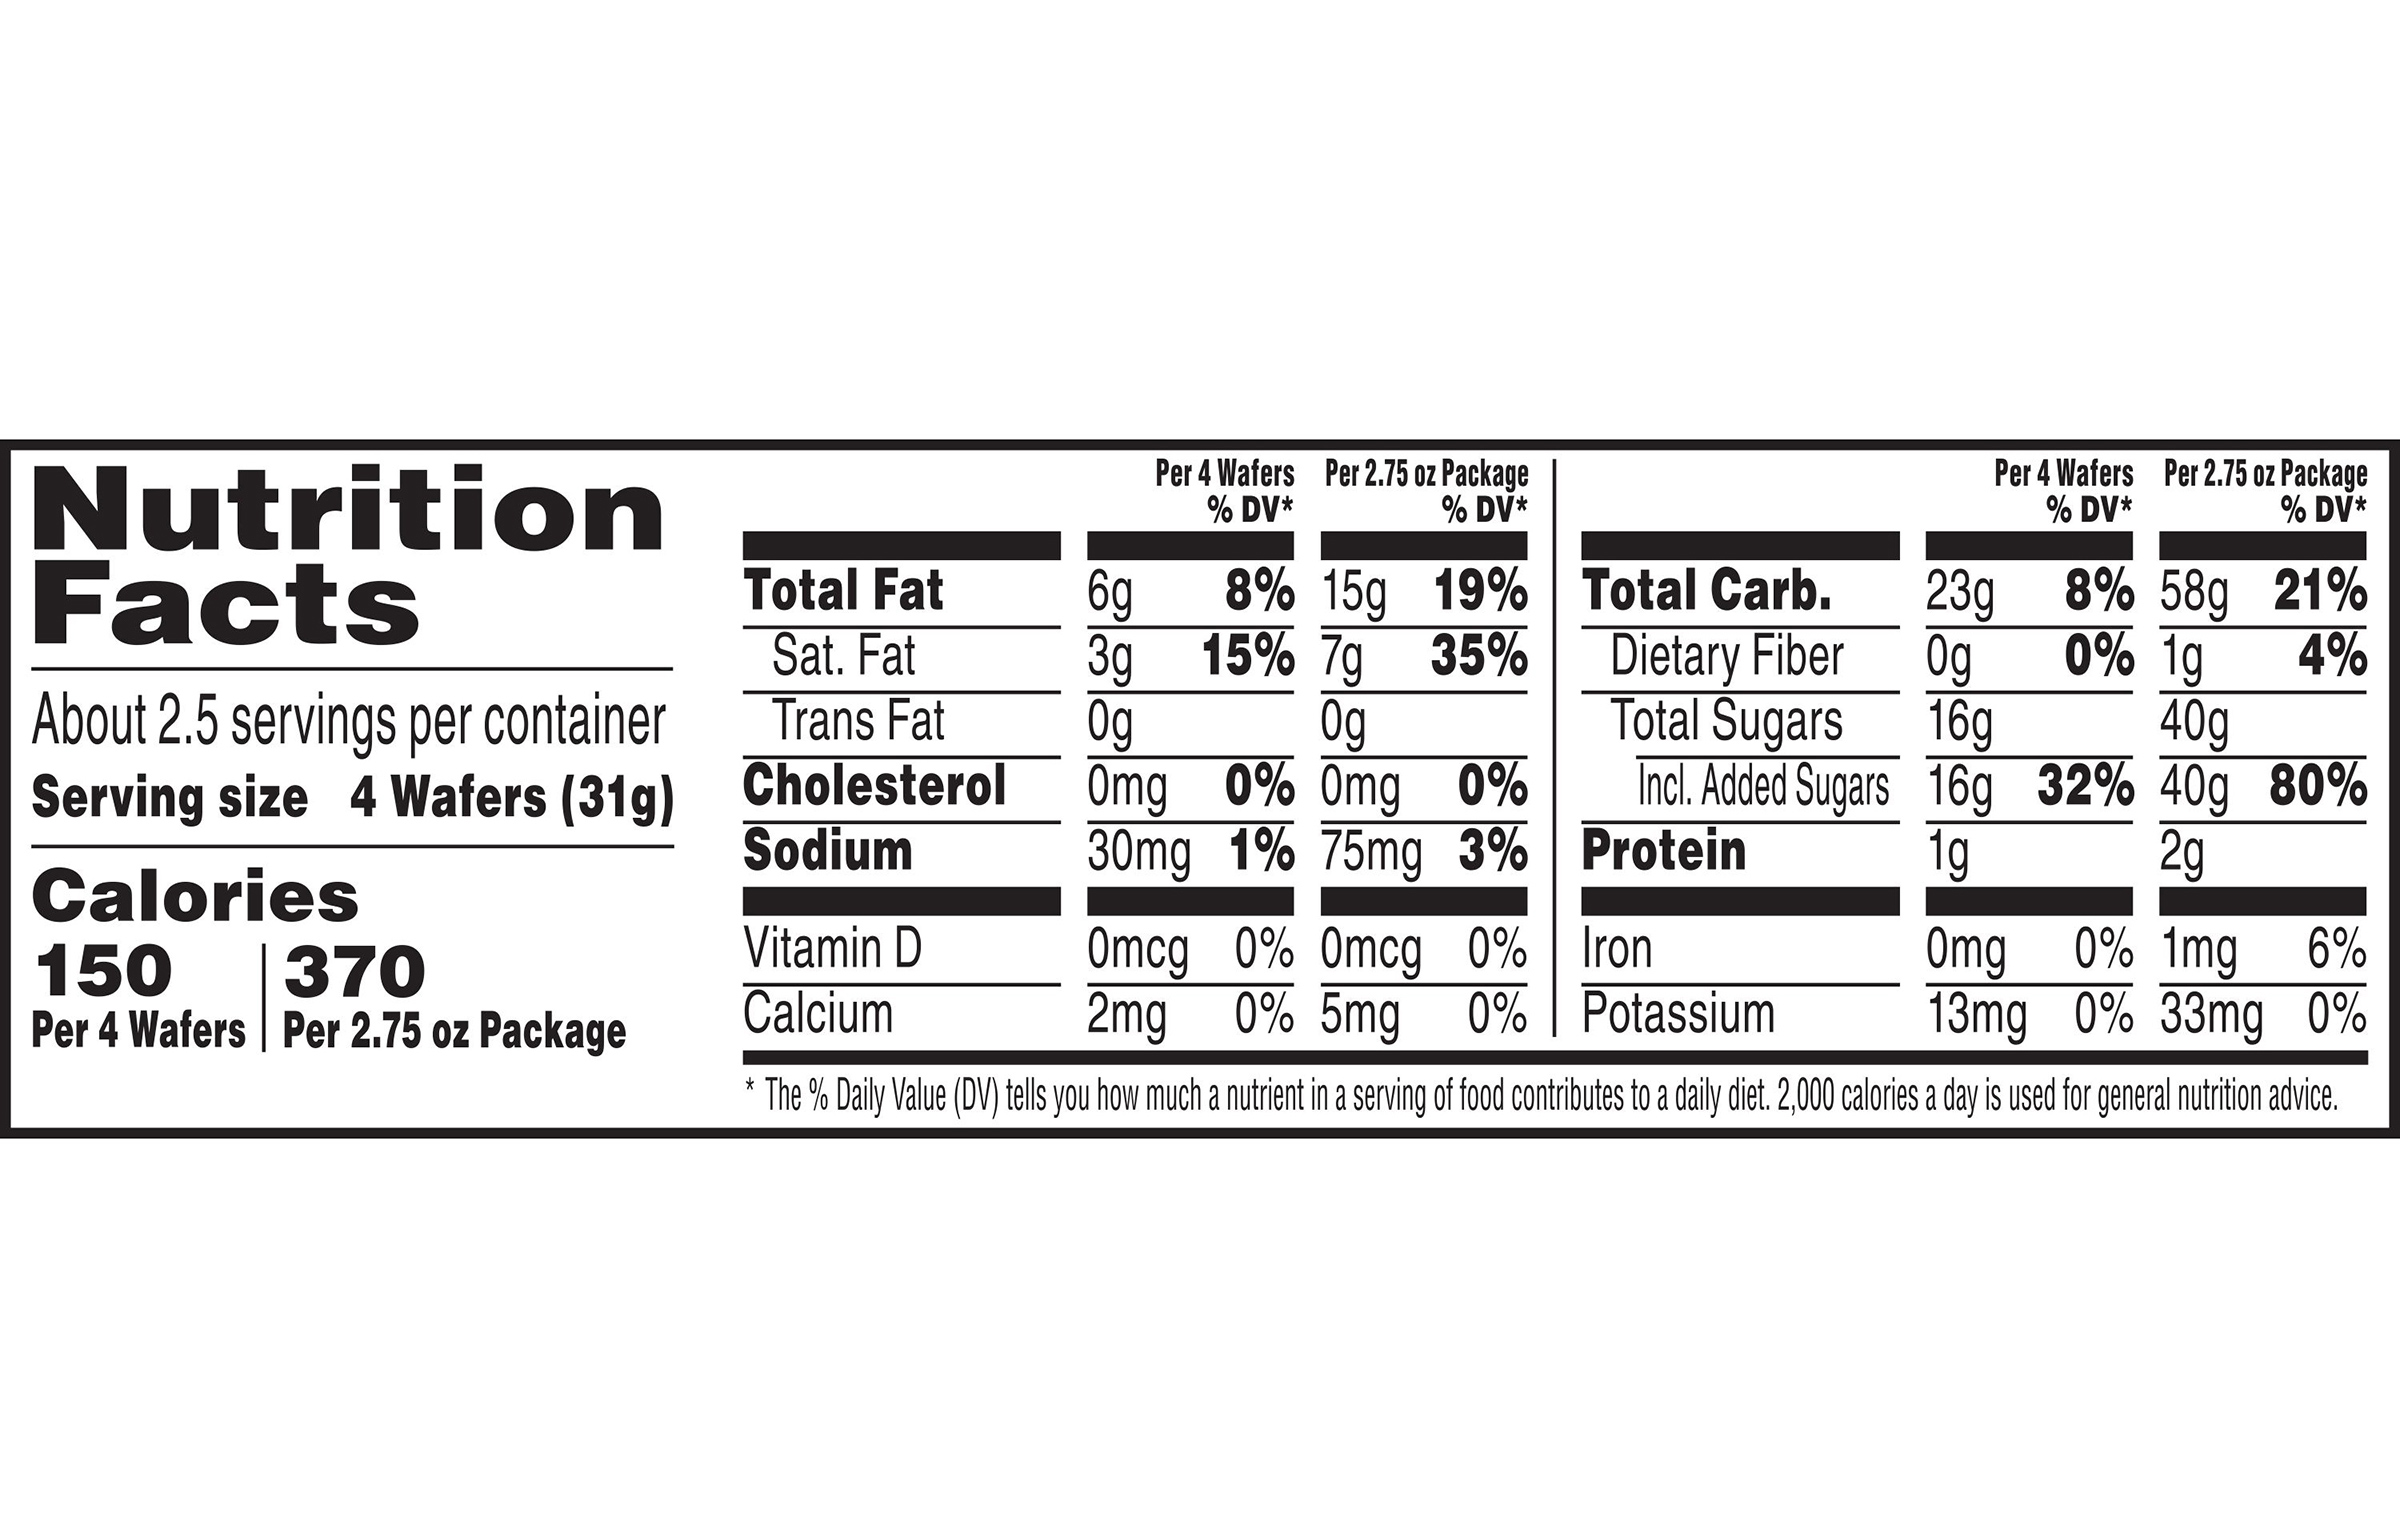 Nutrition
Facts
About 2.5 servings per container
Serving size 4 Wafers (31g)
Calories
150 370
Per 4 Wafers Per 2.75 oz Package
Per 4 Wafers Per 2.75 oz Package
% DV* % DV*
Total Fat 6g 8% 15g 19%
Sat. Fat 3g 15% 7g 35%
Trans Fat 0g 0g
Cholesterol 0mg 0% 0mg 0%
Sodium 30mg 1% 75mg 3%
Vitamin D 0mcg 0% 0mcg 0%
Calcium 2mg 0% 5mg 0%
Per 4 Wafers Per 2.75 oz Package
% DV* % DV*
Total Carb. 23g 8% 58g 21%
Dietary Fiber 0g 0% 1g 4%
Total Sugars 16g 40g
Incl. Added Sugars 16g 32% 40g 80%
Protein 1g 2g
Iron 0mg 0% 1mg 6%
Potassium 13mg 0% 33mg 0%
* The % Daily Value (DV) tells you how much a nutrient in a serving of food contributes to a daily diet. 2,000 calories a day is used for general nutrition advice.